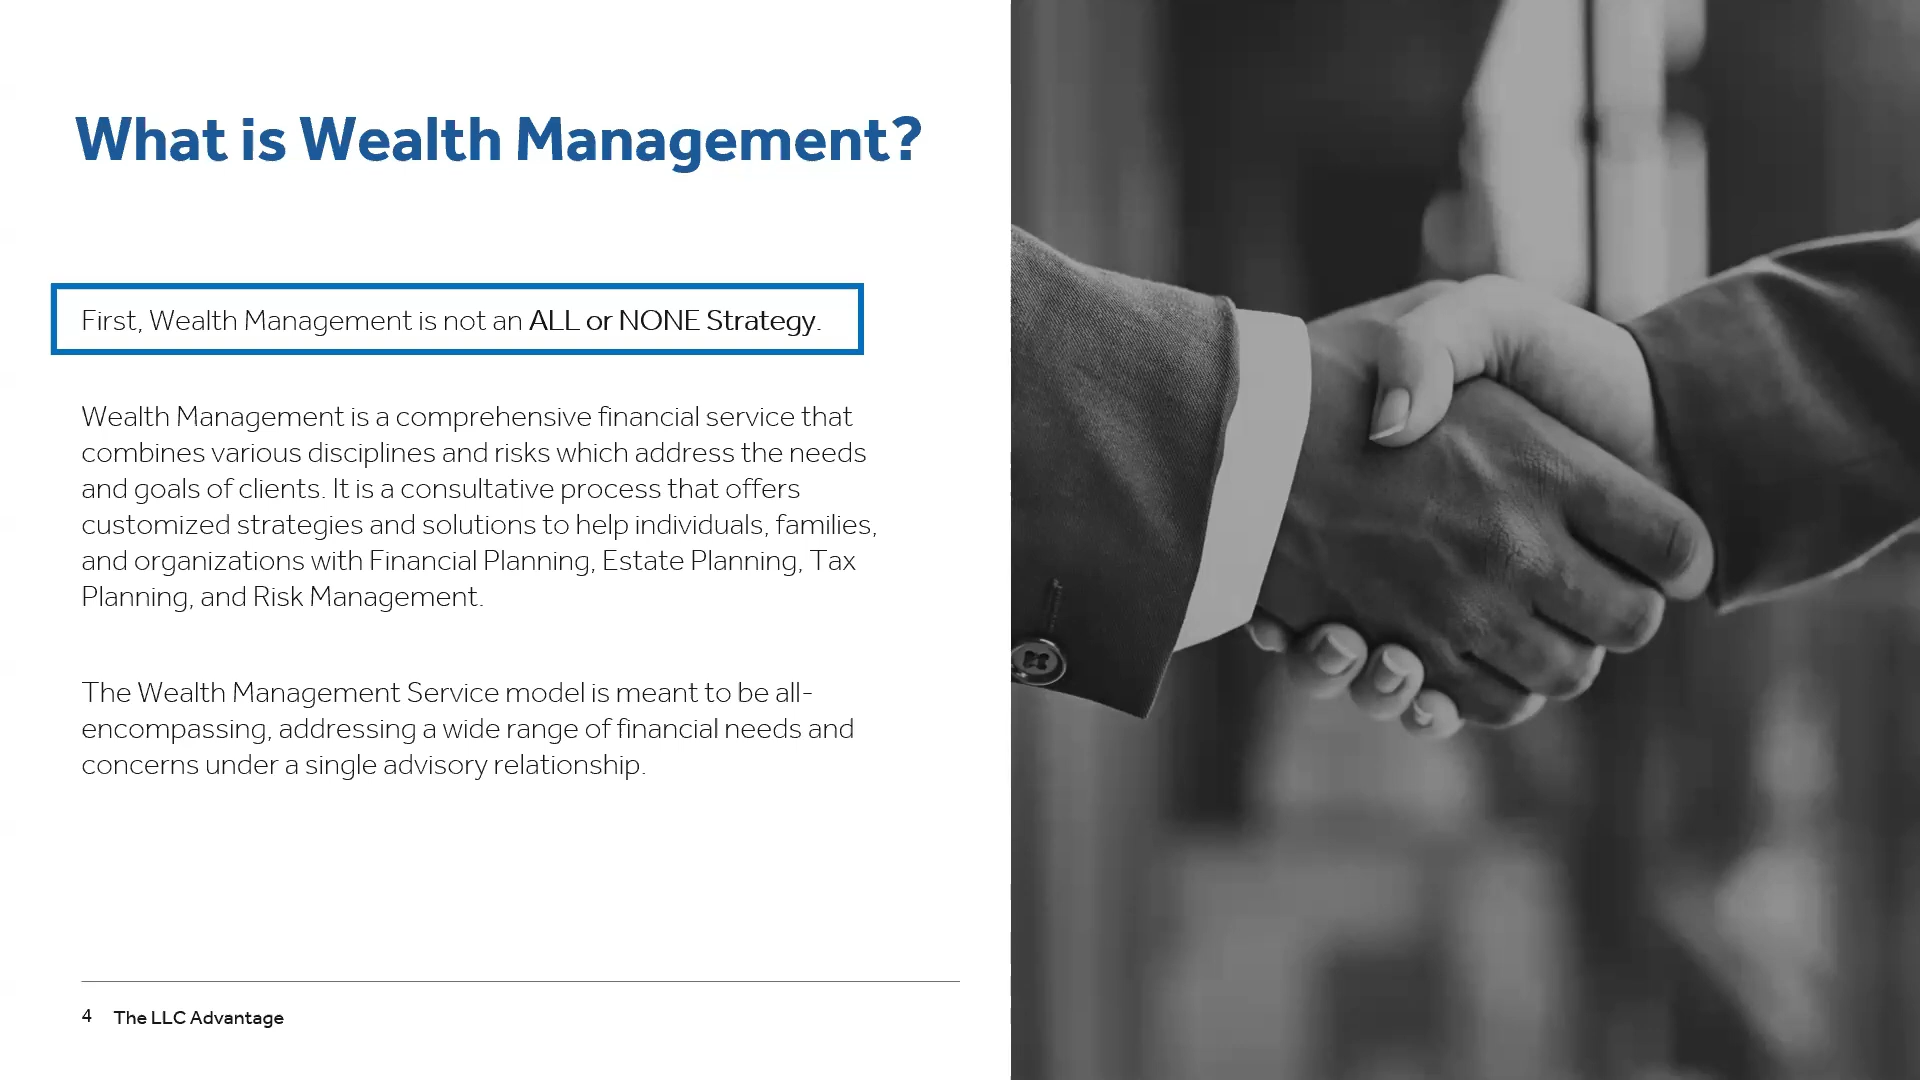 What is Wealth Management?
First, Wealth Management is not an ALL or NONE Strategy.
Wealth Management is a comprehensive financial service that
combines various disciplines and risks which address the needs
and goals of clients. It is a consultative process that offers
customized strategies and solutions to help individuals, families,
and organizations with Financial Planning, Estate Planning, Tax
Planning, and Risk Management.
The Wealth Management Service model is meant to be all-
encompassing, addressing a wide range of financial needs and
concerns under a single advisory relationship.
4 The LLC Advantage